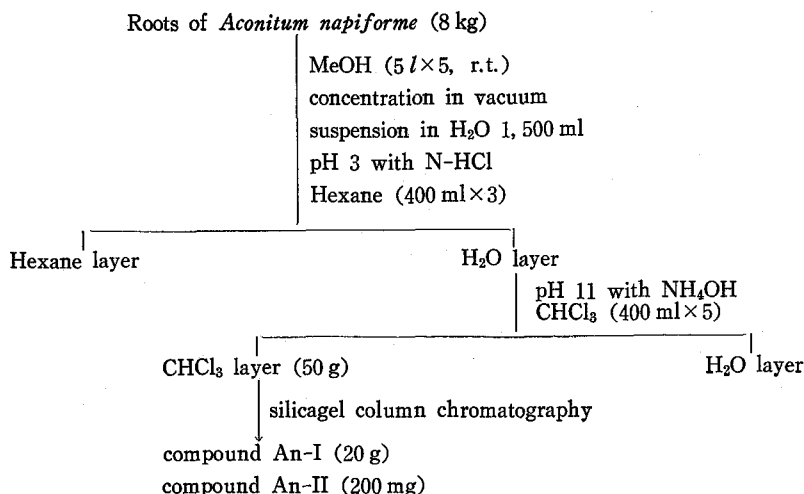 Roots of Aconitum napiforme (8 kg)
MeOH (5 l×5, r.t.)
concentration in vacuum
suspension in H₂O 1, 500 ml
pH 3 with N-HCl
Hexane (400 ml×3)
Hexane layer
H₂O layer
pH 11 with NH₄OH
CHCl₃ (400 ml×5)
CHCl₃ layer (50 g)
H₂O layer
silicagel column chromatography
compound An-I (20 g)
compound An-II (200 mg)